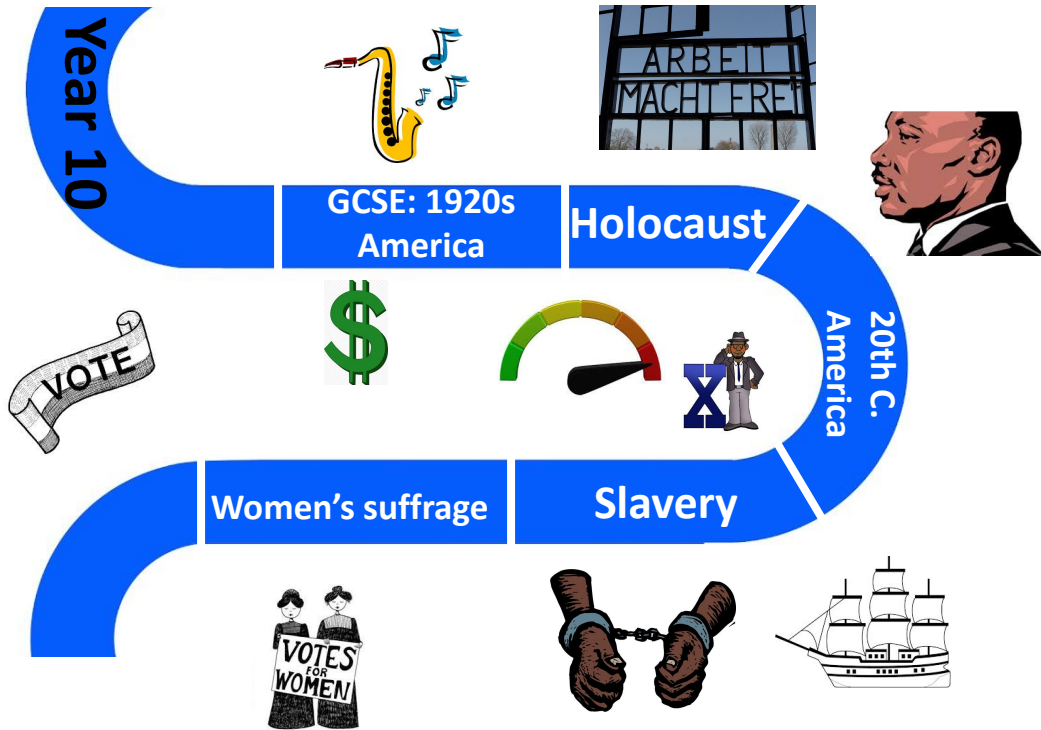 Year 10
ARBEIT
MACHT FREI
GCSE: 1920s
America
Holocaust
20th C.
America
VOTE
X
Women's suffrage
Slavery
VOTES
FOR
WOMEN